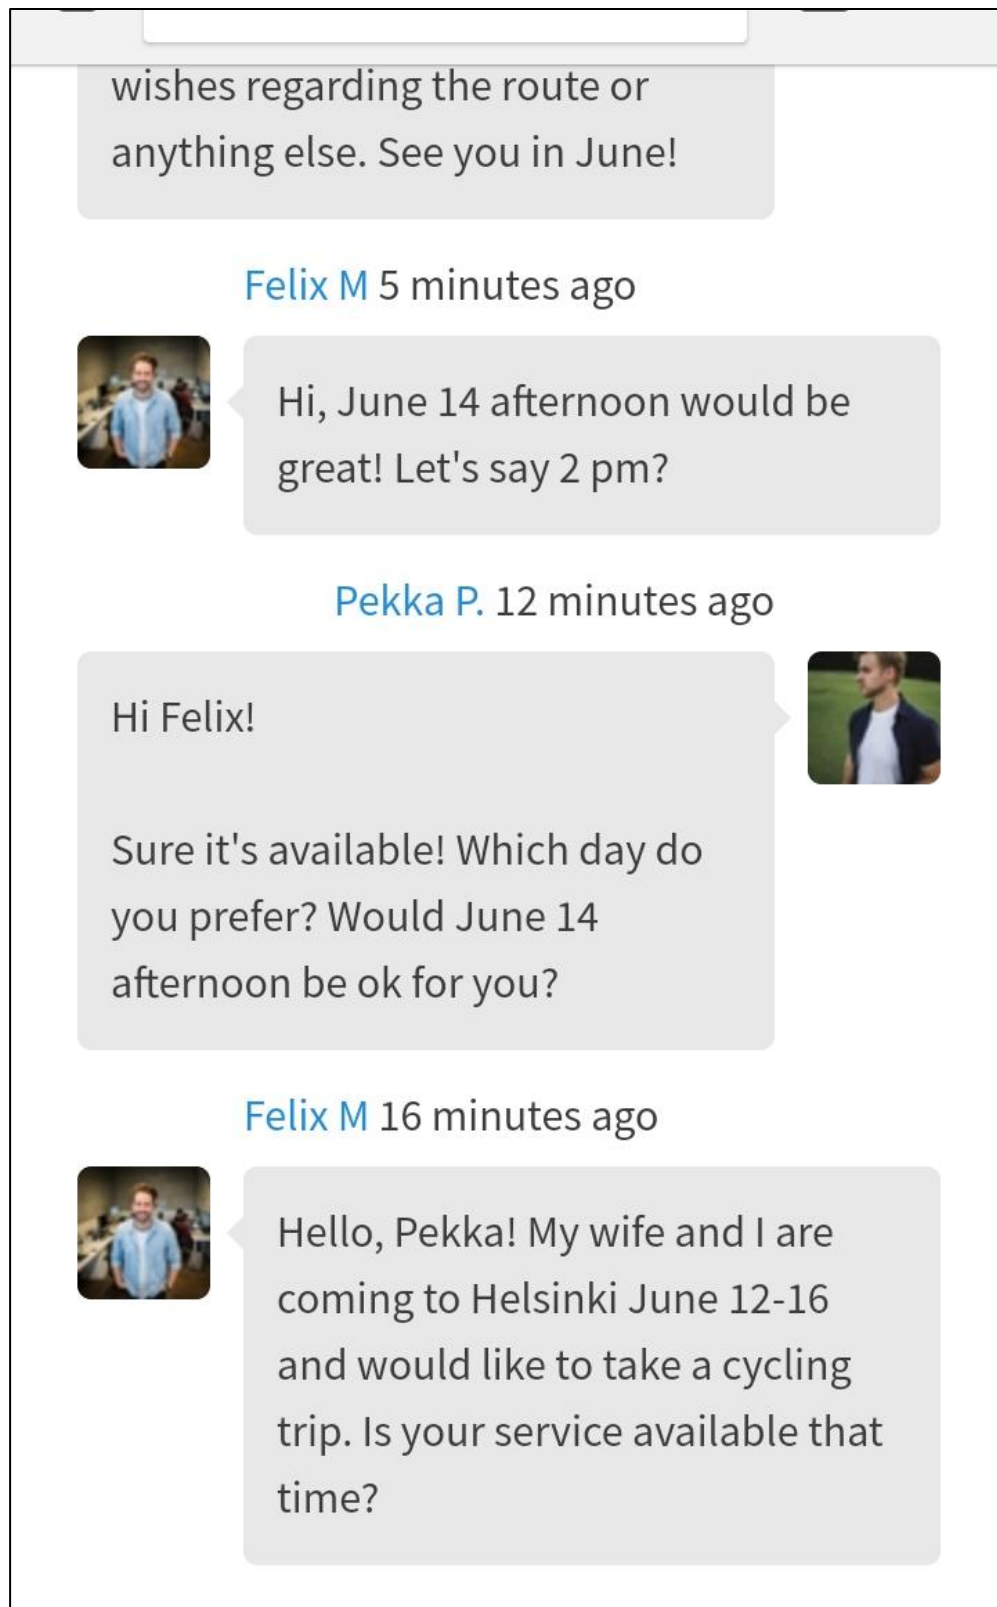 wishes regarding the route or
anything else. See you in June!
Felix M 5 minutes ago
Hi, June 14 afternoon would be
great! Let's say 2 pm?
Pekka P. 12 minutes ago
Hi Felix!
Sure it's available! Which day do
you prefer? Would June 14
afternoon be ok for you?
Felix M 16 minutes ago
Hello, Pekka! My wife and I are
coming to Helsinki June 12-16
and would like to take a cycling
trip. Is your service available that
time?